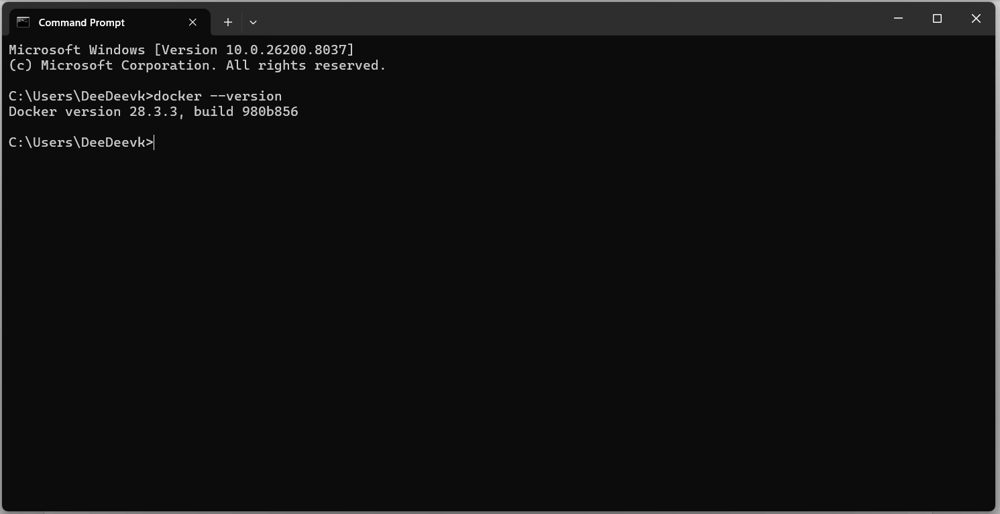 Command Prompt
Microsoft Windows [Version 10.0.26200.8037]
(c) Microsoft Corporation. All rights reserved.
C:\Users\DeeDeevk>docker --version
Docker version 28.3.3, build 980b856
C:\Users\DeeDeevk>